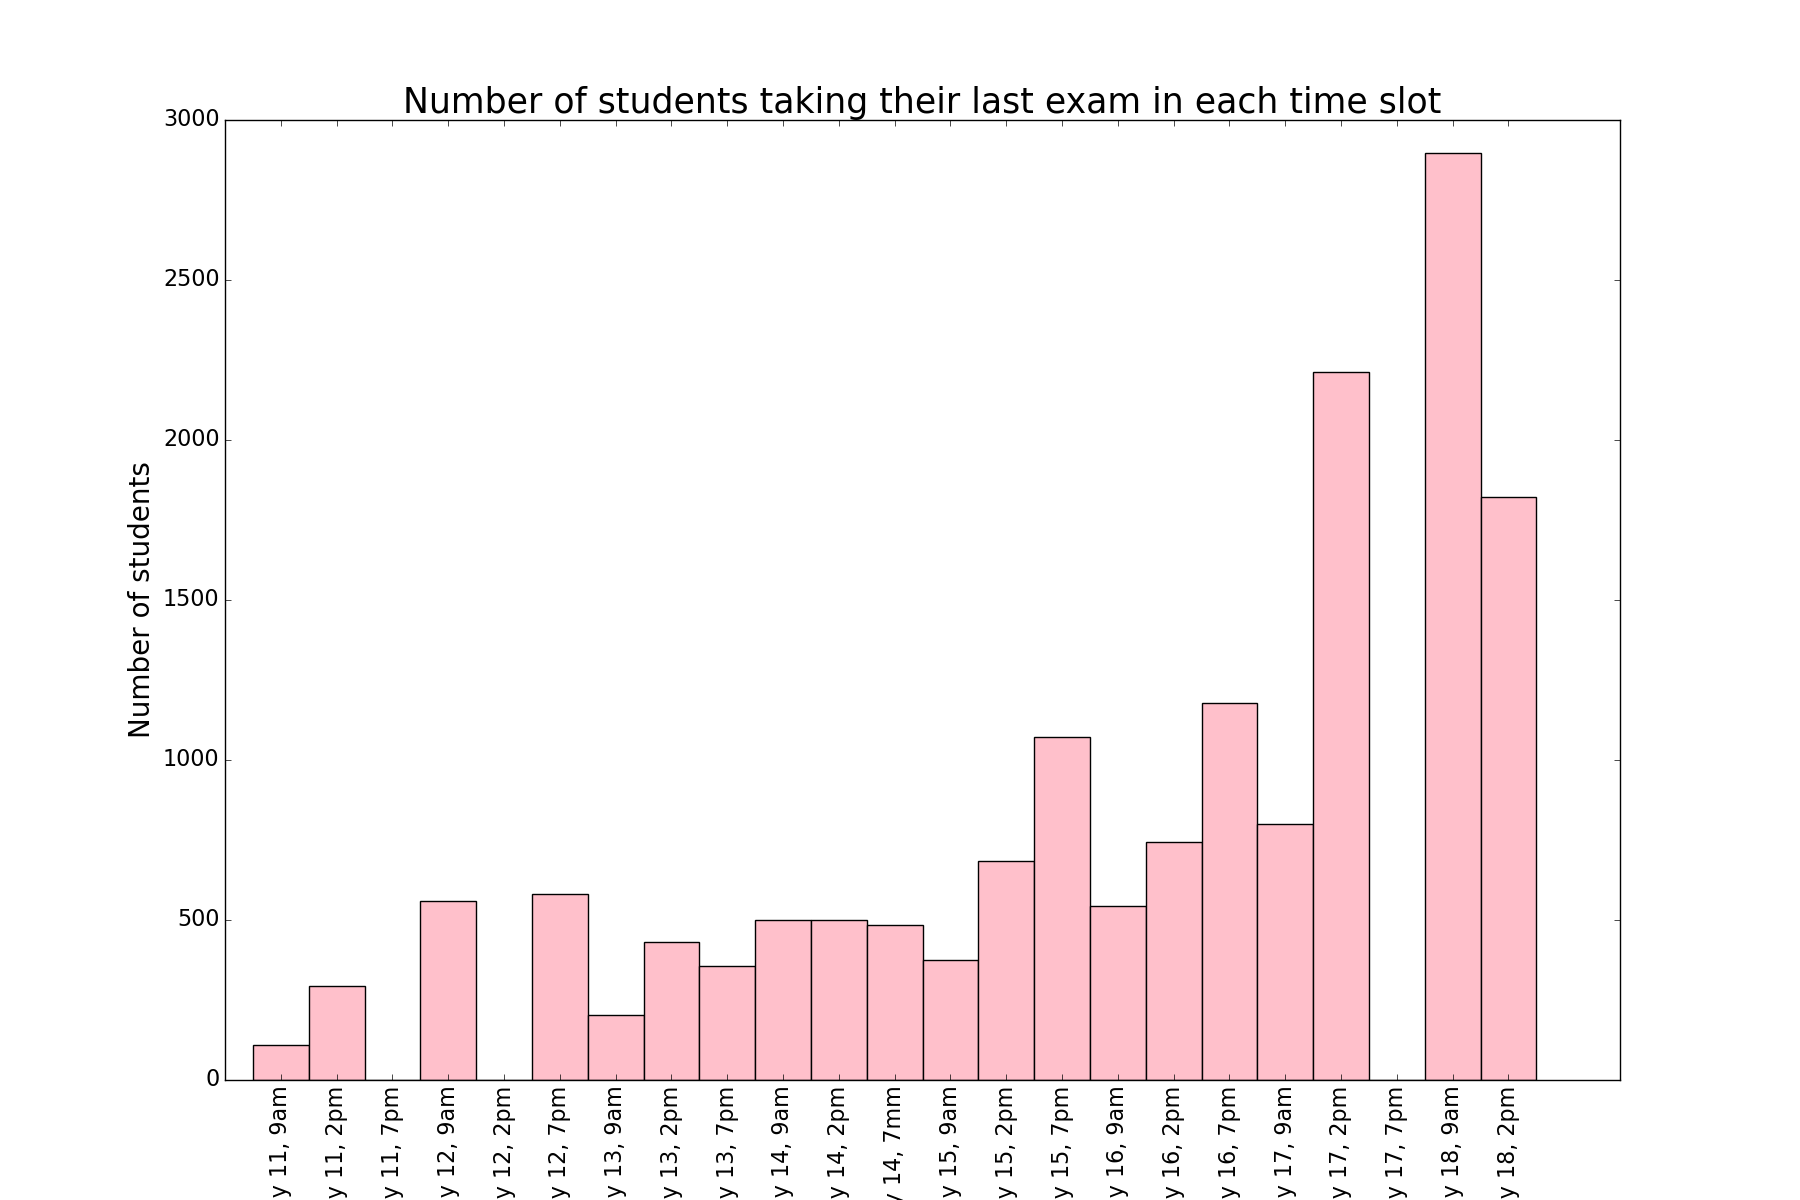 Number of students taking their last exam in each time slot
Number of students
3000
2500
2000
1500
1000
500
0
y 11, 9am
y 11, 2pm
y 11, 7pm
y 12, 9am
y 12, 2pm
y 12, 7pm
y 13, 9am
y 13, 2pm
y 13, 7pm
y 14, 9am
y 14, 2pm
y 14, 7mm
y 15, 9am
y 15, 2pm
y 15, 7pm
y 16, 9am
y 16, 2pm
y 16, 7pm
y 17, 9am
y 17, 2pm
y 17, 7pm
y 18, 9am
y 18, 2pm